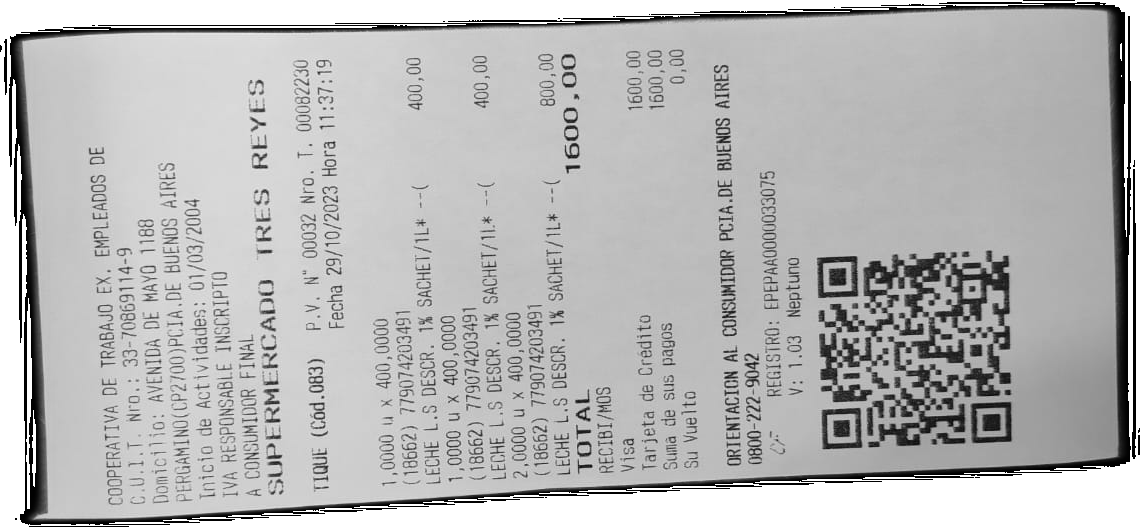 COOPERATIVA DE TRABAJO EX. EMPLEADOS DE
C.U.I.T. Nro.: 33-70869114-9
Domicilio: AVENIDA DE MAYO 1188
PERGAMINO(CP2700)PCIA.DE BUENOS AIRES
Inicio de Actividades: 01/03/2004
IVA RESPONSABLE INSCRIPTO
A CONSUMIDOR FINAL
SUPERMERCADO TRES REYES
TIQUE (Cód.083) P.V. N° 00032 Nro. T. 00082230
Fecha 29/10/2023 Hora 11:37:19
1,0000 u x 400,0000
(18662) 779074203491
LECHE L.S DESCR. 1% SACHET/1L* --( 400,00
1,0000 u x 400,0000
(18662) 779074203491
LECHE L.S DESCR. 1% SACHET/1L* --( 400,00
2,0000 u x 400,0000
(18662) 779074203491
LECHE L.S DESCR. 1% SACHET/1L* --( 800,00
TOTAL 1600,00
RECIBI/MOS
Visa
Tarjeta de Crédito 1600,00
Suma de sus pagos 1600,00
Su Vuelto 0,00
ORIENTACION AL CONSUMIDOR PCIA.DE BUENOS AIRES
0800-222-9042
REGISTRO: EPEPAA0000033075
V: 1.03 Neptuno